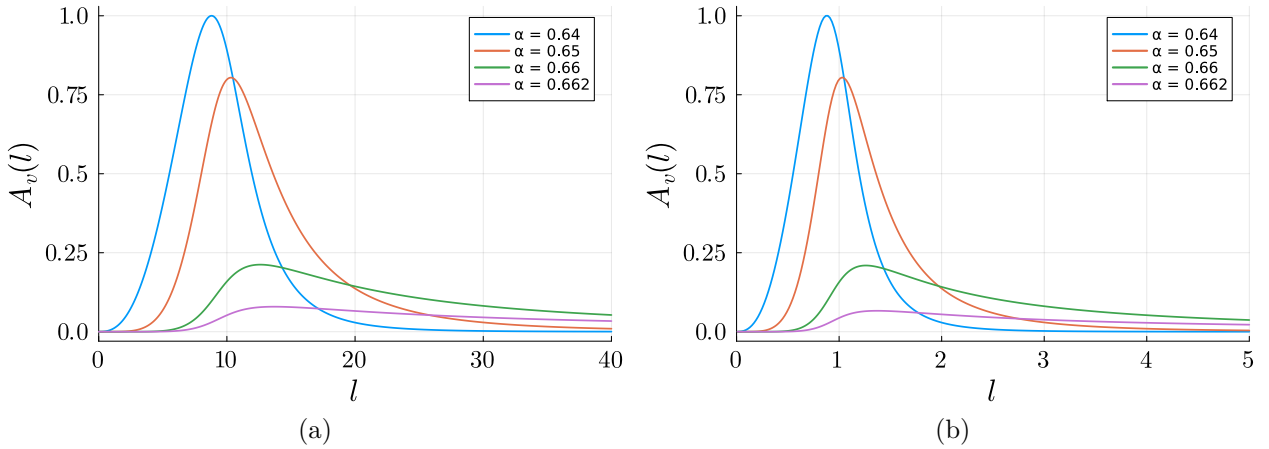 1.0
0.75
0.5
0.25
0.0
A_v(l)
0 10 20 30 40
l
α = 0.64
α = 0.65
α = 0.66
α = 0.662
(a)
1.0
0.75
0.5
0.25
0.0
A_v(l)
0 1 2 3 4 5
l
α = 0.64
α = 0.65
α = 0.66
α = 0.662
(b)